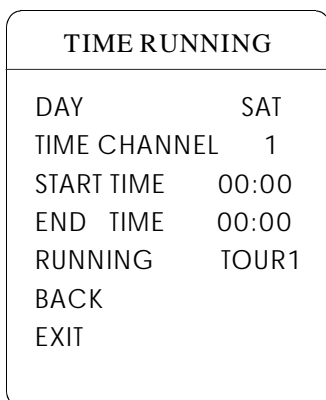 TIME RUNNING
DAY SAT
TIME CHANNEL 1
START TIME 00:00
END TIME 00:00
RUNNING TOUR1
BACK
EXIT